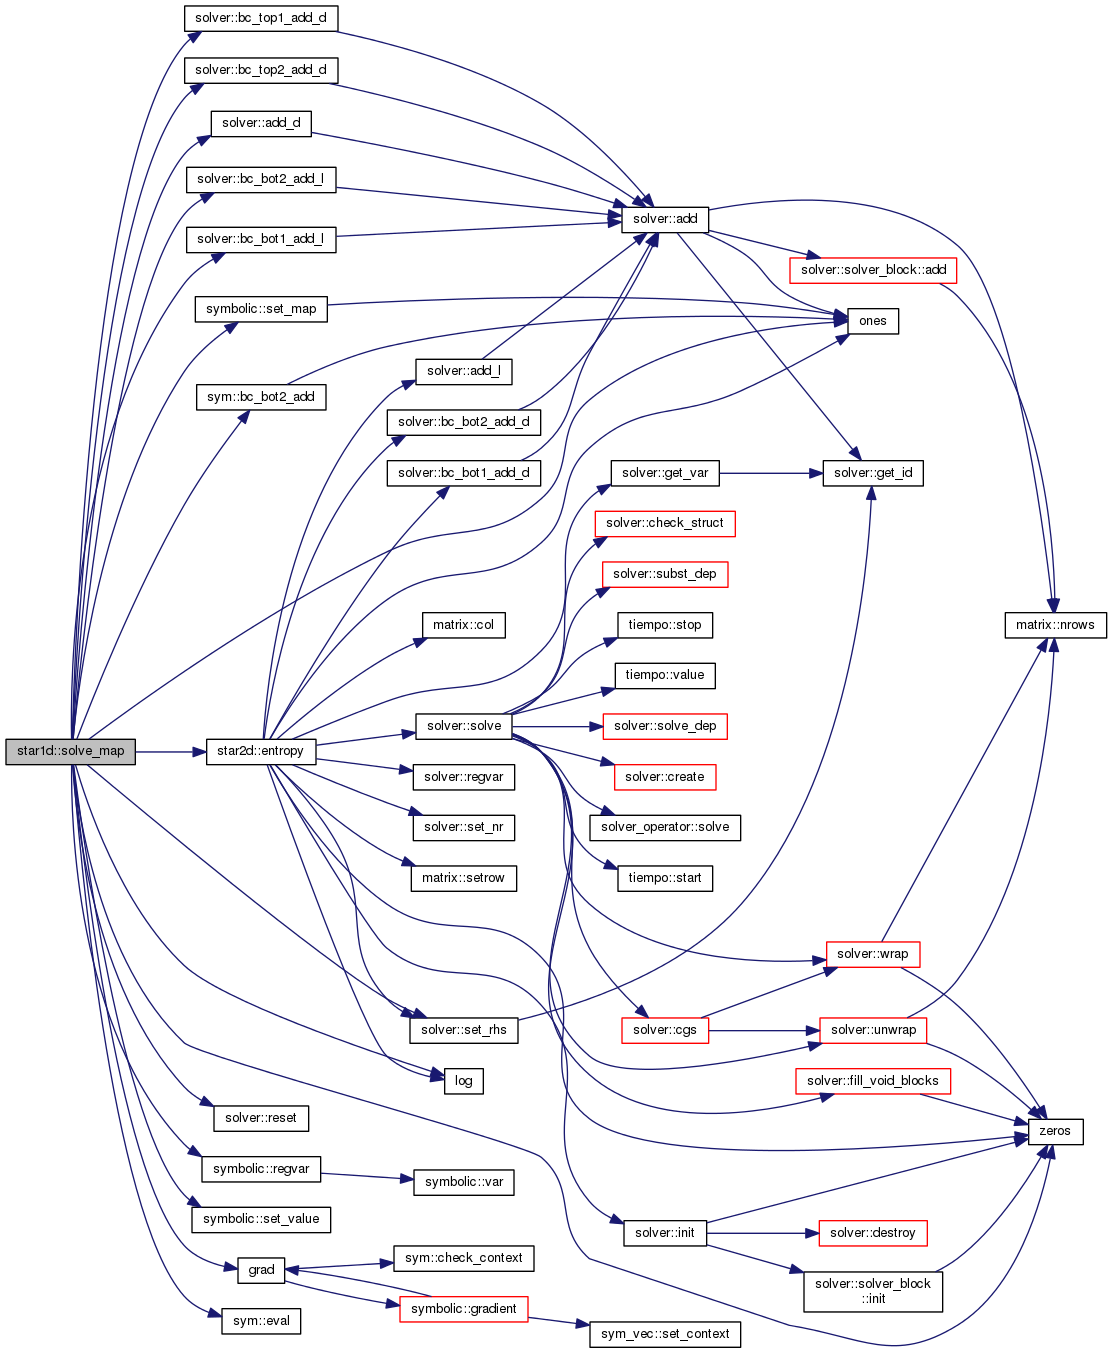 solver::bc_top1_add_d
solver::bc_top2_add_d
solver::add_d
solver::bc_bot2_add_l
solver::bc_bot1_add_l
solver::add
solver::solver_block::add
symbolic::set_map
ones
solver::add_l
sym::bc_bot2_add
solver::bc_bot2_add_d
solver::bc_bot1_add_d
solver::get_var
solver::get_id
solver::check_struct
solver::subst_dep
matrix::col
tiempo::stop
matrix::nrows
tiempo::value
solver::solve
solver::solve_dep
star1d::solve_map
star2d::entropy
solver::regvar
solver::create
solver::set_nr
solver_operator::solve
matrix::setrow
tiempo::start
solver::wrap
solver::set_rhs
solver::cgs
solver::unwrap
log
solver::fill_void_blocks
solver::reset
zeros
symbolic::regvar
symbolic::var
symbolic::set_value
solver::init
solver::destroy
grad
sym::check_context
solver::solver_block
::init
symbolic::gradient
sym::eval
sym_vec::set_context